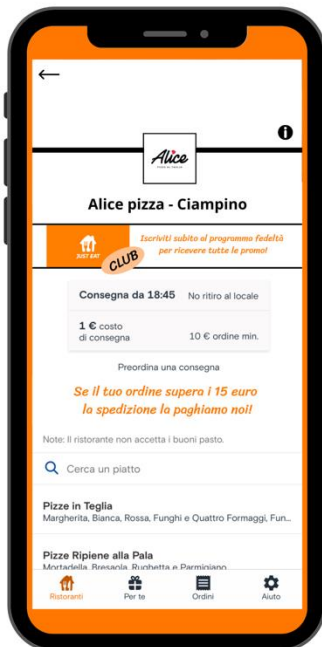 Alice
Alice pizza - Ciampino
JUST EAT
CLUB
Iscriviti subito al programma fedeltà
per ricevere tutte le promo!
Consegna da 18:45 No ritiro al locale
1 € costo
di consegna 10 € ordine min.
Preordina una consegna
Se il tuo ordine supera i 15 euro
la spedizione la paghiamo noi!
Note: Il ristorante non accetta i buoni pasto.
Cerca un piatto
Pizze in Teglia
Margherita, Bianca, Rossa, Funghi e Quattro Formaggi, Fun...
Pizze Ripiene alla Pala
Mortadella, Bresaola, Rughetta e Parmigiano
Ristoranti Per te Ordini Aiuto